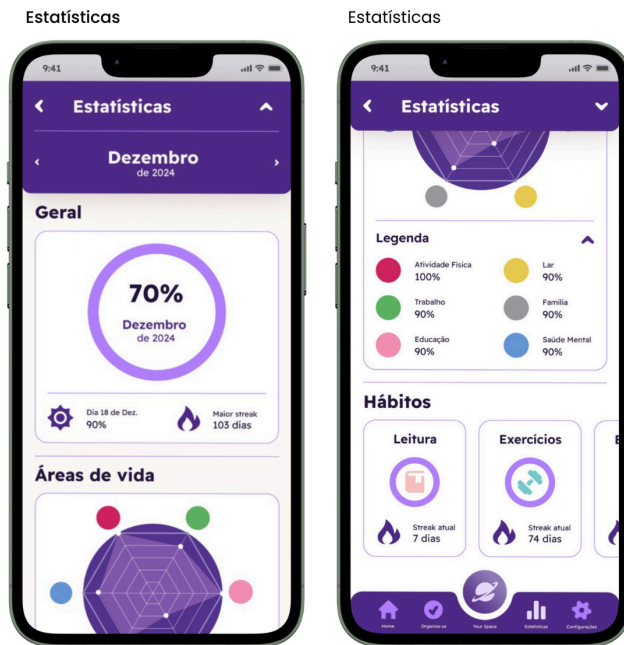 Estatísticas
9:41
Estatísticas
Dezembro
de 2024
Geral
70%
Dezembro
de 2024
Dia 18 de Dez.
90%
Maior streak
103 dias
Áreas de vida
Estatísticas
9:41
Estatísticas
Legenda
Atividade Física
100%
Lar
90%
Trabalho
90%
Família
90%
Educação
90%
Saúde Mental
90%
Hábitos
Leitura
Streak atual
7 dias
Exercícios
Streak atual
74 dias
E
Home
Organize-se
Your Space
Estatísticas
Configurações